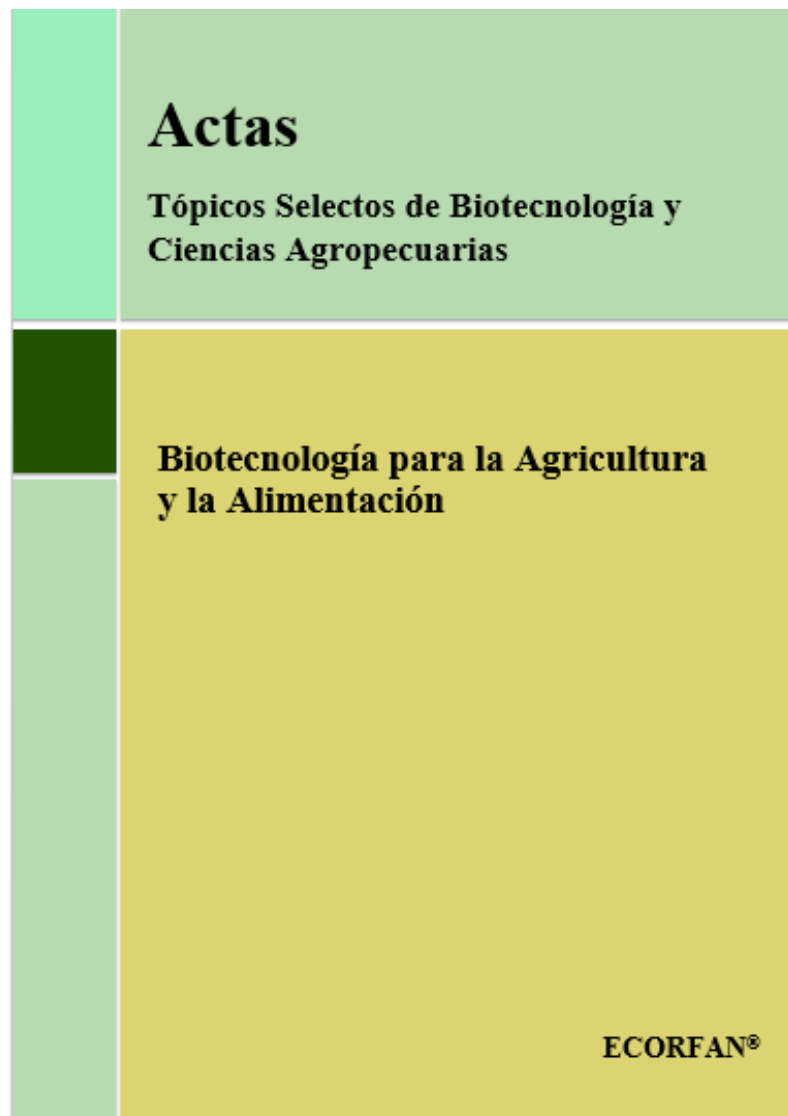 Actas
Tópicos Selectos de Biotecnología y
Ciencias Agropecuarias
Biotecnología para la Agricultura
y la Alimentación
ECORFAN®